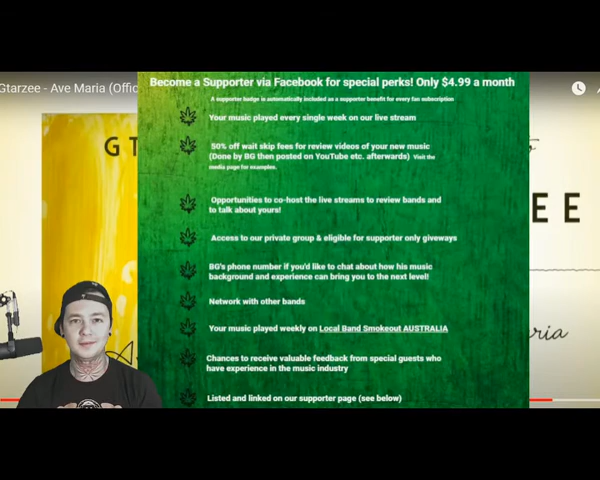 Become a Supporter via Facebook for special perks! Only $4.99 a month
Gtarzee - Ave Maria (Offic
A supporter badge is automatically included as a supporter benefit for every fan subscription
Your music played every single week on our live stream
50% off wait skip fees for review videos of your new music
(Done by BG then posted on YouTube etc. afterwards) Visit the
media page for examples.
G T
EE
Opportunities to co-host the live streams to review bands and
to talk about yours!
Access to our private group & eligible for supporter only giveways
BG's phone number if you'd like to chat about how his music
background and experience can bring you to the next level!
Network with other bands
Your music played weekly on Local Band Smokeout AUSTRALIA
ria
Chances to receive valuable feedback from special guests who
have experience in the music industry
Listed and linked on our supporter page (see below)